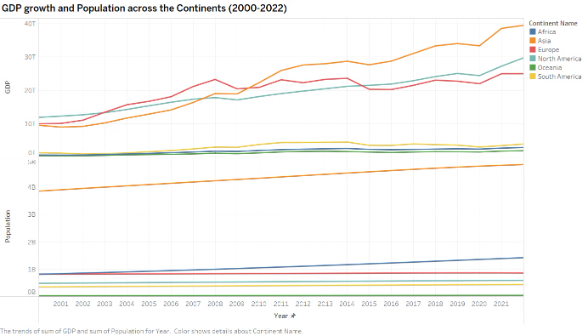 GDP growth and Population across the Continents (2000-2022)
Continent Name
Africa
Asia
Europe
North America
Oceania
South America
40T
30T
20T
10T
0T
GDP
5B
4B
3B
2B
1B
0B
Population
2001 2002 2003 2004 2005 2006 2007 2008 2009 2010 2011 2012 2013 2014 2015 2016 2017 2018 2019 2020 2021
Year
The trends of sum of GDP and sum of Population for Year. Color shows details about Continent Name.